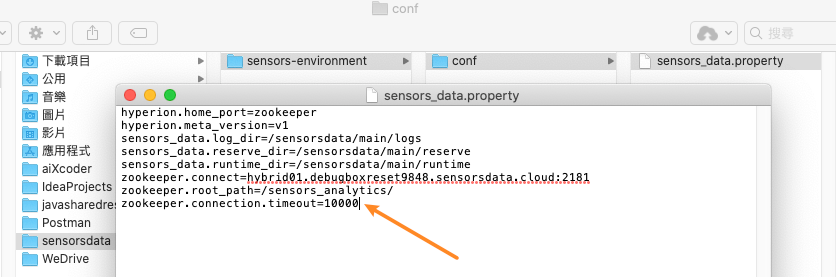 conf
搜尋
下載項目
公用
音樂
圖片
影片
應用程式
aiXcoder
IdeaProjects
javasharedres
Postman
sensorsdata
WeDrive
sensors-environment
conf
sensors_data.property
sensors_data.property
hyperion.home_port=zookeeper
hyperion.meta_version=v1
sensors_data.log_dir=/sensorsdata/main/logs
sensors_data.reserve_dir=/sensorsdata/main/reserve
sensors_data.runtime_dir=/sensorsdata/main/runtime
zookeeper.connect=hybrid01.debugboxreset9848.sensorsdata.cloud:2181
zookeeper.root_path=/sensors_analytics/
zookeeper.connection.timeout=10000